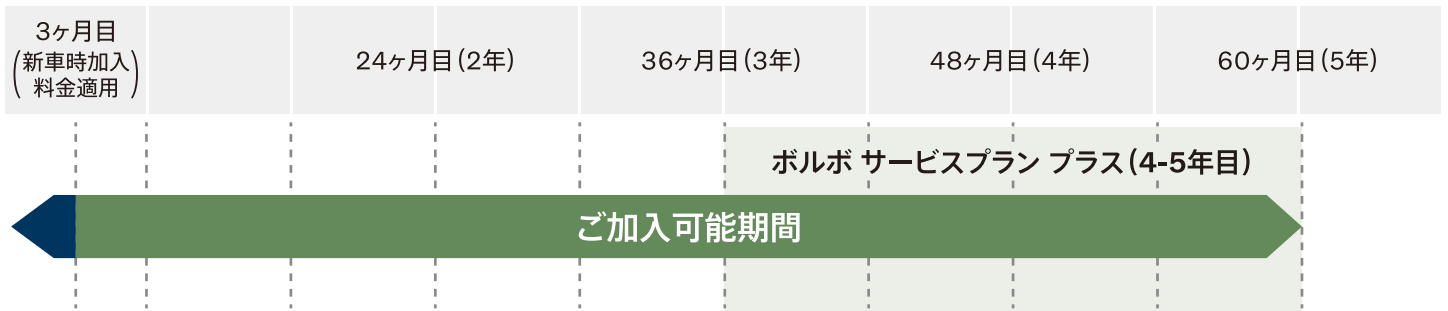 3ヶ月目
(新車時加入
料金適用)
24ヶ月目(2年)
36ヶ月目(3年)
48ヶ月目(4年)
60ヶ月目(5年)
ボルボ サービスプラン プラス(4-5年目)
ご加入可能期間